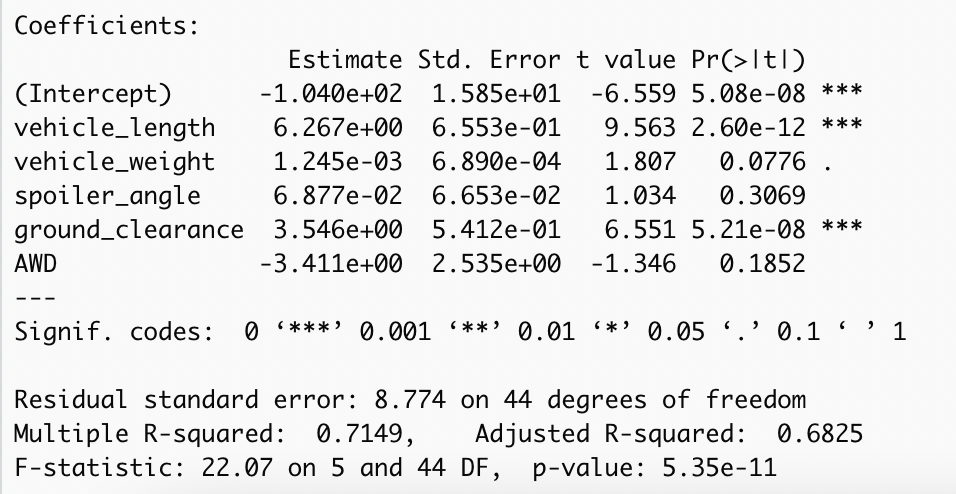 Coefficients:
Estimate Std. Error t value Pr(>|t|)
(Intercept) -1.040e+02 1.585e+01 -6.559 5.08e-08 ***
vehicle_length 6.267e+00 6.553e-01 9.563 2.60e-12 ***
vehicle_weight 1.245e-03 6.890e-04 1.807 0.0776 .
spoiler_angle 6.877e-02 6.653e-02 1.034 0.3069
ground_clearance 3.546e+00 5.412e-01 6.551 5.21e-08 ***
AWD -3.411e+00 2.535e+00 -1.346 0.1852
---
Signif. codes: 0 ‘***’ 0.001 ‘**’ 0.01 ‘*’ 0.05 ‘.’ 0.1 ‘ ’ 1
Residual standard error: 8.774 on 44 degrees of freedom
Multiple R-squared: 0.7149, Adjusted R-squared: 0.6825
F-statistic: 22.07 on 5 and 44 DF, p-value: 5.35e-11